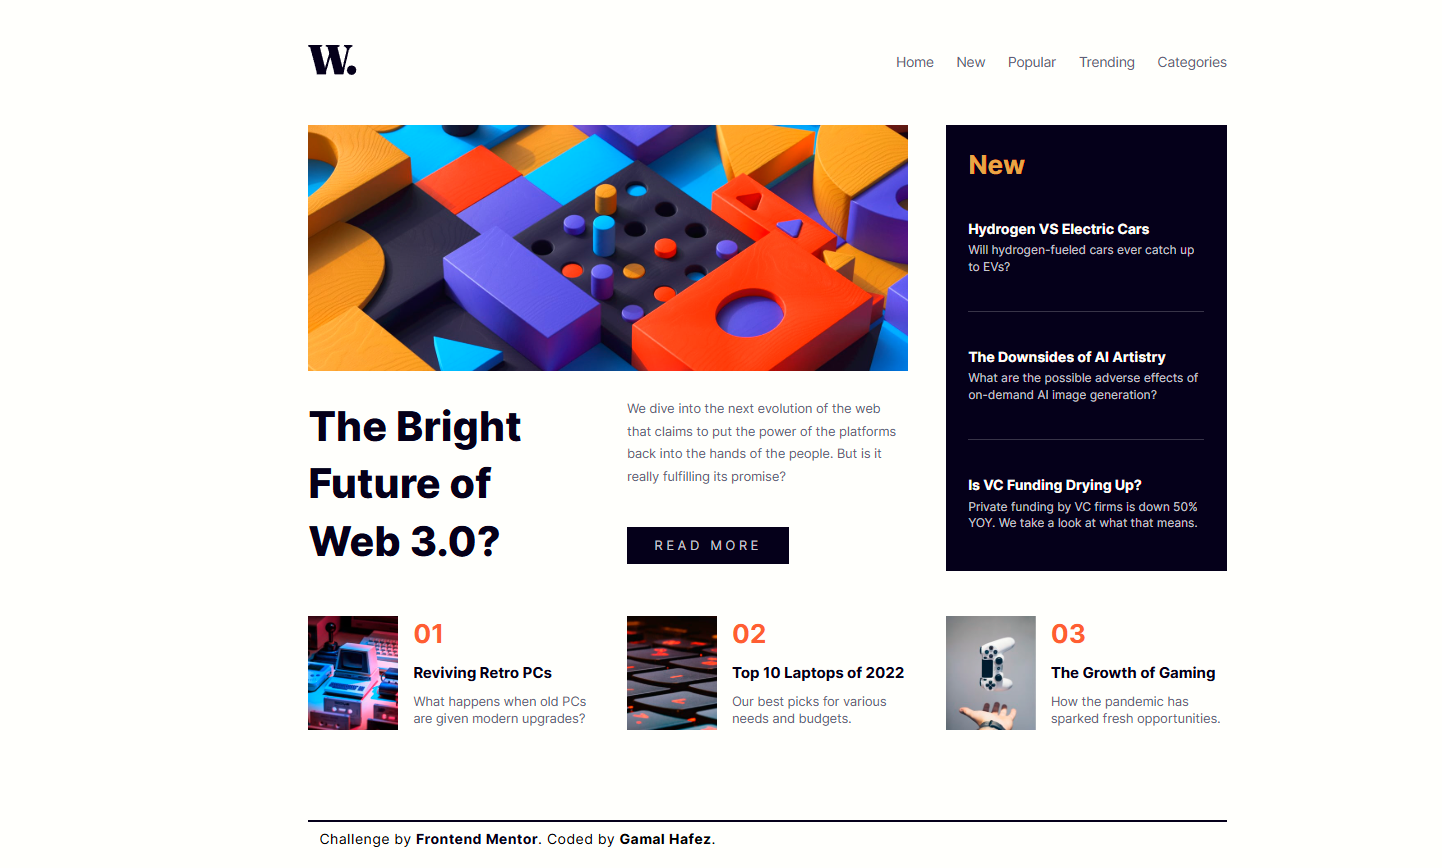 W.
Home New Popular Trending Categories
New
Hydrogen VS Electric Cars
Will hydrogen-fueled cars ever catch up
to EVs?
The Downsides of AI Artistry
What are the possible adverse effects of
on-demand AI image generation?
Is VC Funding Drying Up?
Private funding by VC firms is down 50%
YOY. We take a look at what that means.
The Bright
Future of
Web 3.0?
We dive into the next evolution of the web
that claims to put the power of the platforms
back into the hands of the people. But is it
really fulfilling its promise?
READ MORE
01
Reviving Retro PCs
What happens when old PCs
are given modern upgrades?
02
Top 10 Laptops of 2022
Our best picks for various
needs and budgets.
03
The Growth of Gaming
How the pandemic has
sparked fresh opportunities.
Challenge by Frontend Mentor. Coded by Gamal Hafez.